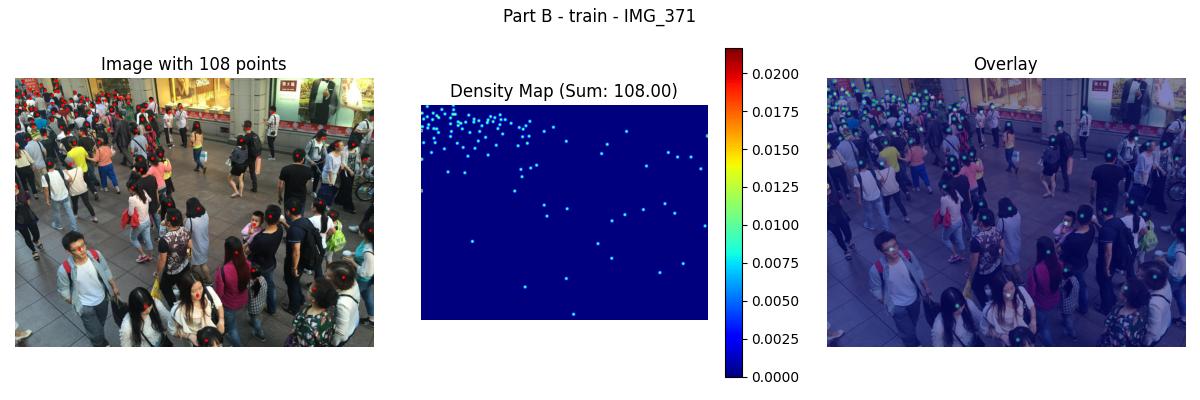 Part B - train - IMG_371
Image with 108 points
Density Map (Sum: 108.00)
0.0200
0.0175
0.0150
0.0125
0.0100
0.0075
0.0050
0.0025
0.0000
Overlay